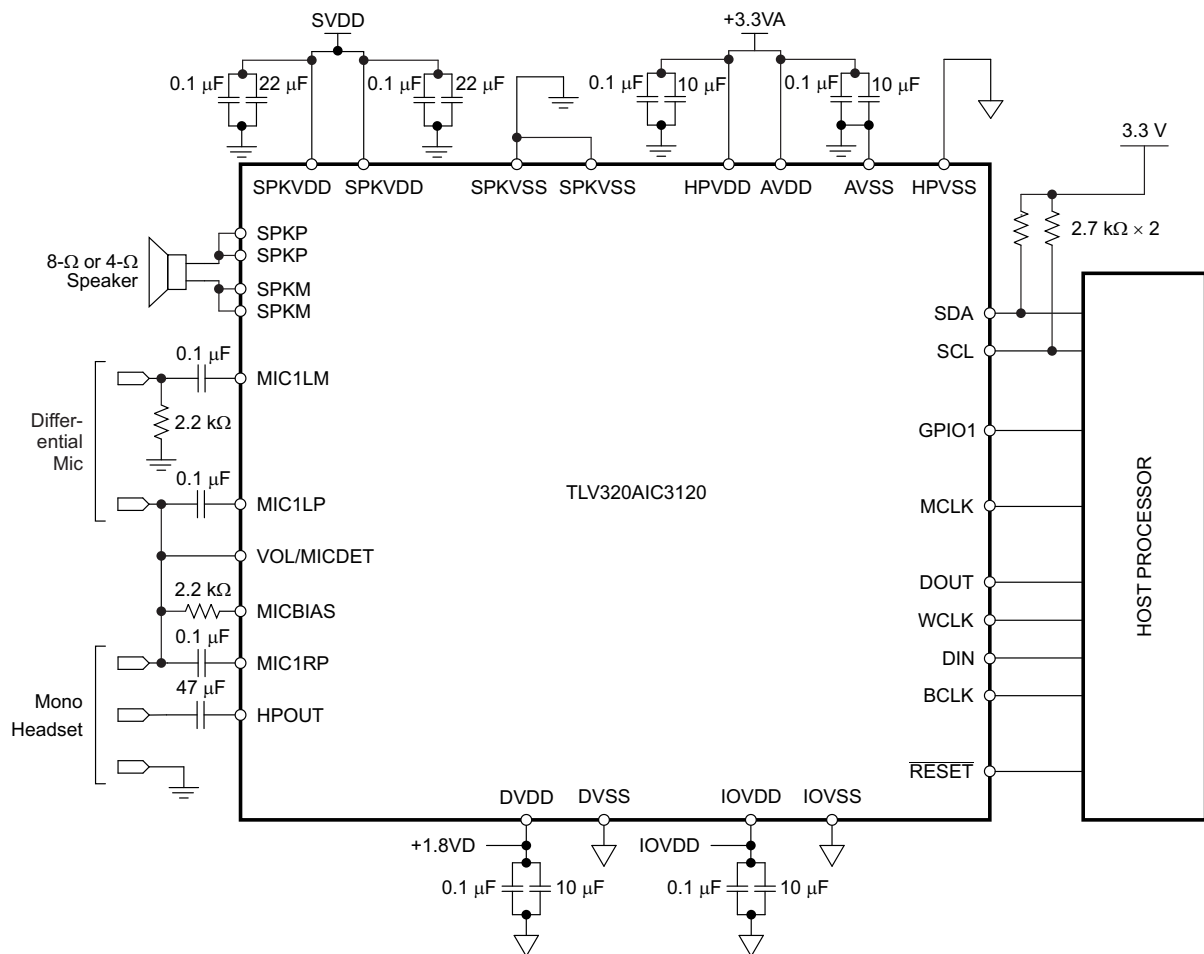 SVDD
+3.3VA
0.1 μF
22 μF
0.1 μF
22 μF
0.1 μF
10 μF
0.1 μF
10 μF
3.3 V
SPKVDD
SPKVDD
SPKVSS
SPKVSS
HPVDD
AVDD
AVSS
HPVSS
2.7 kΩ × 2
SPKP
SPKP
8-Ω or 4-Ω
Speaker
SPKM
SPKM
SDA
SCL
0.1 μF
MIC1LM
2.2 kΩ
Differ-
ential
Mic
GPIO1
0.1 μF
MIC1LP
TLV320AIC3120
MCLK
HOST PROCESSOR
VOL/MICDET
2.2 kΩ
MICBIAS
DOUT
WCLK
0.1 μF
MIC1RP
DIN
47 μF
BCLK
Mono
Headset
HPOUT
RESET
DVDD
DVSS
IOVDD
IOVSS
+1.8VD
IOVDD
0.1 μF
10 μF
0.1 μF
10 μF